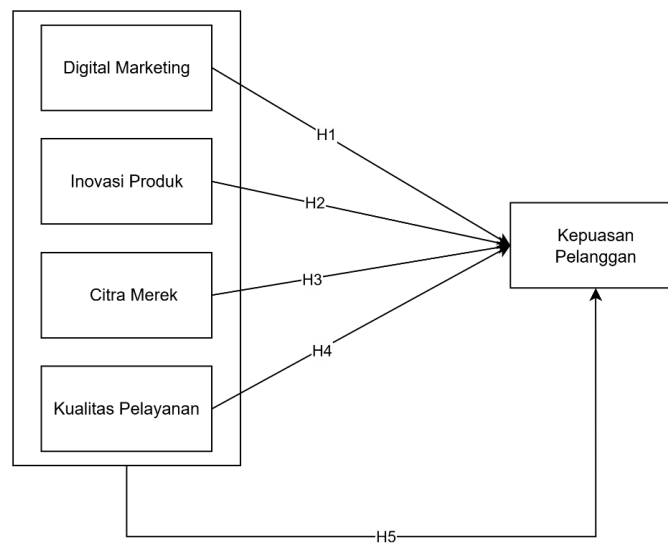 Digital Marketing
H1
Inovasi Produk
H2
Kepuasan
Pelanggan
Citra Merek
H3
H4
Kualitas Pelayanan
H5